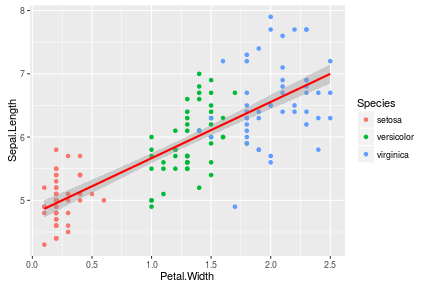 8
7
6
5
Sepal.Length
0.0 0.5 1.0 1.5 2.0 2.5
Petal.Width
Species
setosa
versicolor
virginica